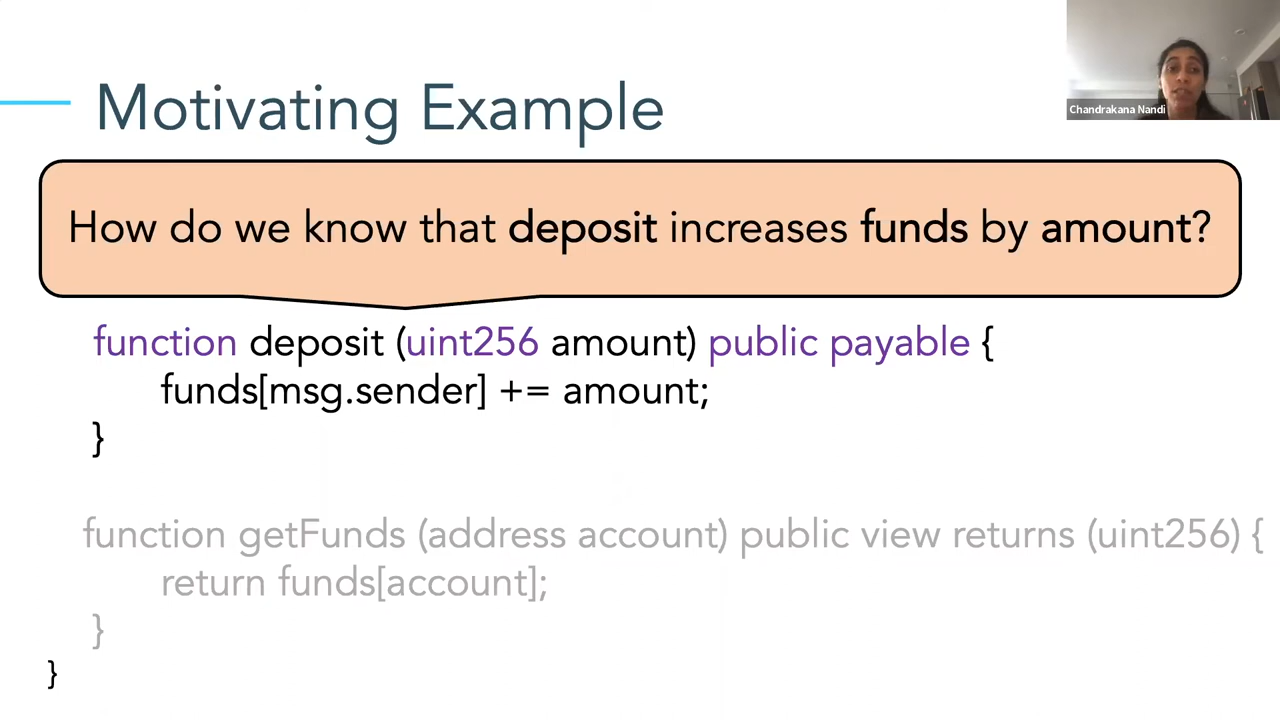 Chandrakana Nandi
Motivating Example
How do we know that deposit increases funds by amount?
function deposit (uint256 amount) public payable {
funds[msg.sender] += amount;
}
function getFunds (address account) public view returns (uint256) {
return funds[account];
}
}